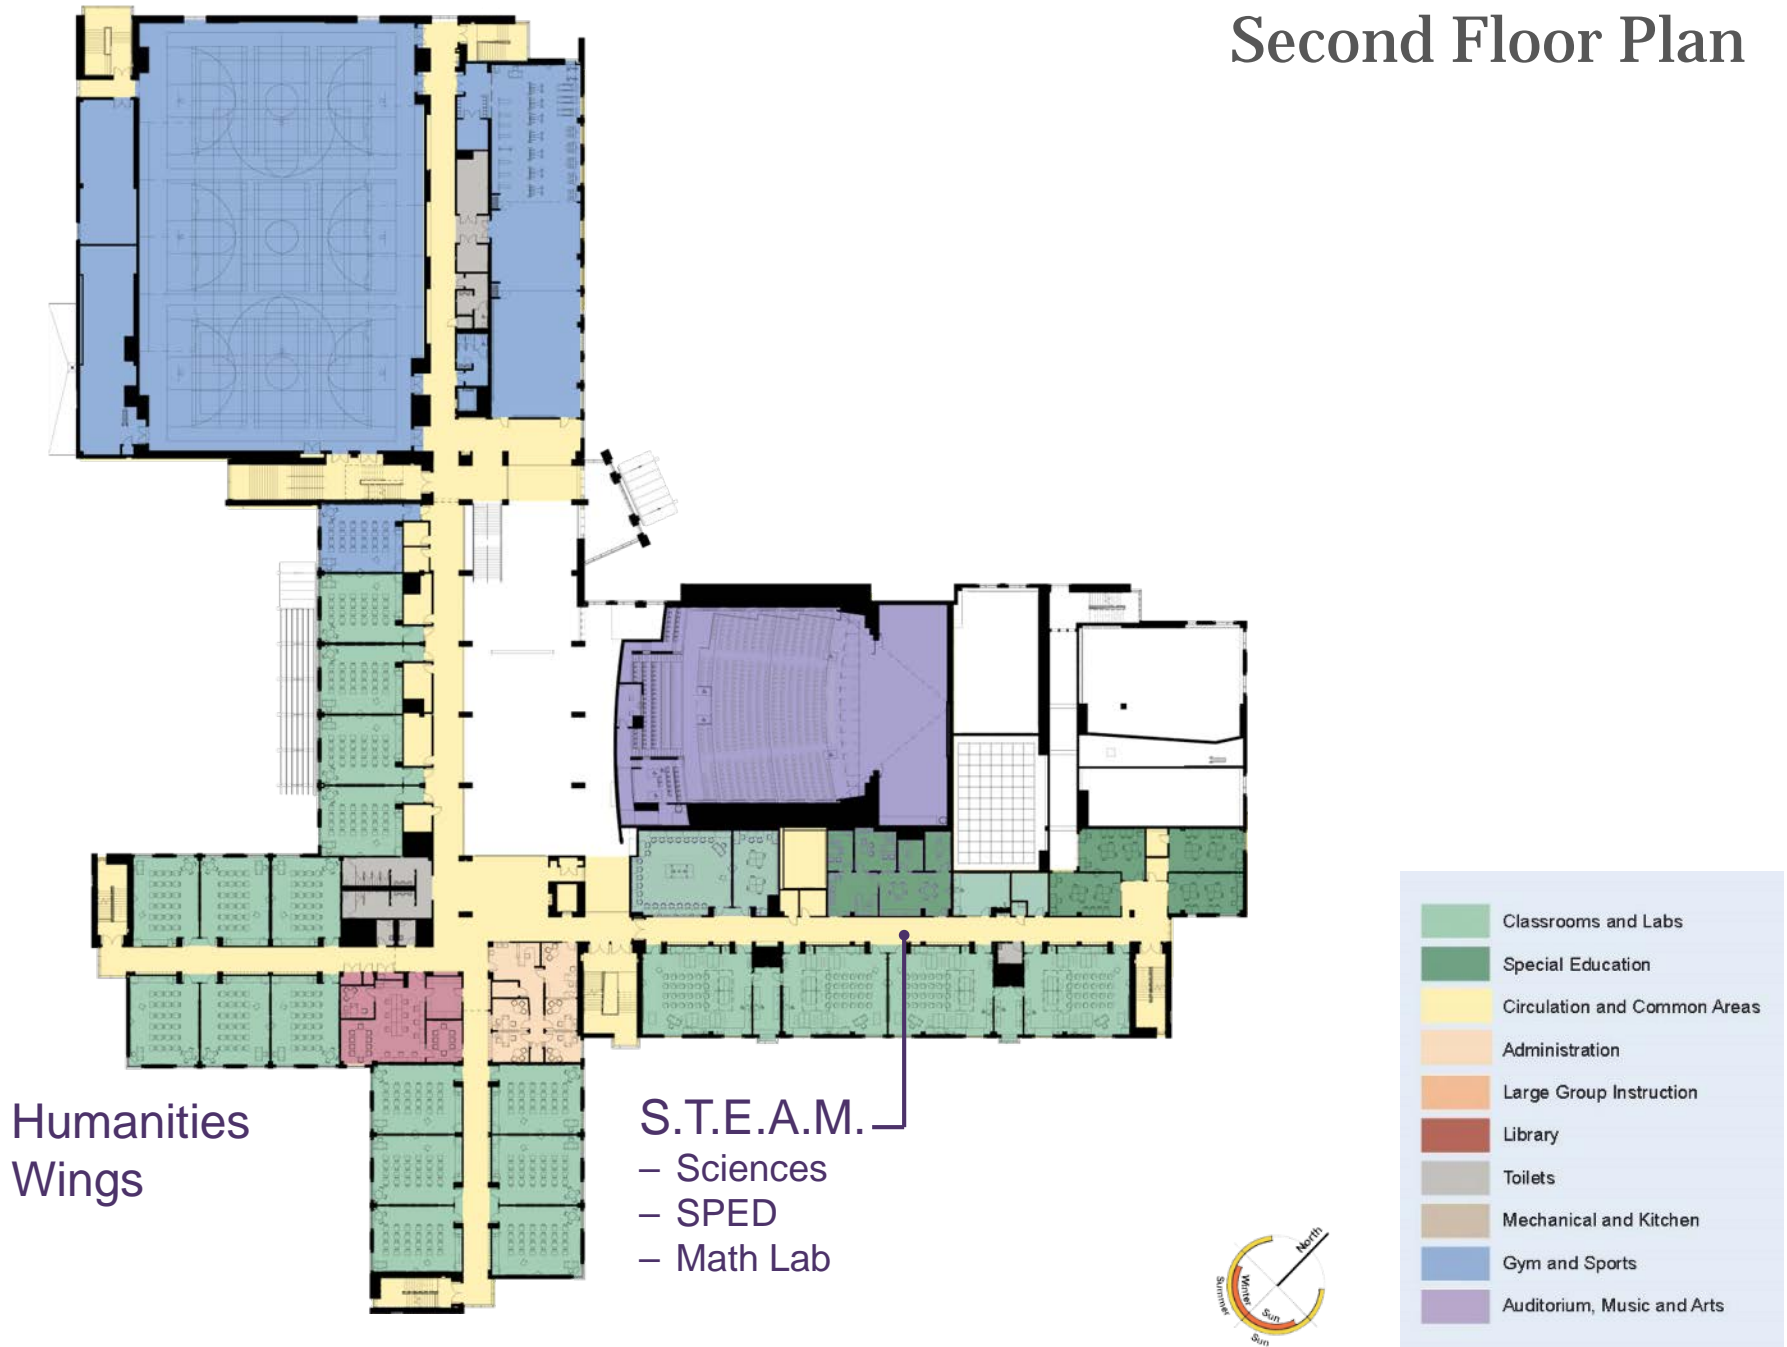 Second Floor Plan
Humanities
Wings
S.T.E.A.M.
– Sciences
– SPED
– Math Lab
North
Summer
Winter
Sun
Sun
Classrooms and Labs
Special Education
Circulation and Common Areas
Administration
Large Group Instruction
Library
Toilets
Mechanical and Kitchen
Gym and Sports
Auditorium, Music and Arts